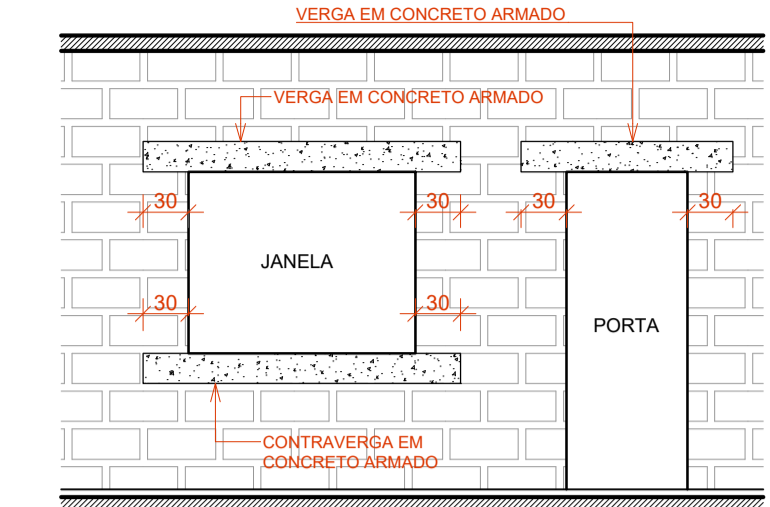 VERGA EM CONCRETO ARMADO
VERGA EM CONCRETO ARMADO
30
30
30
30
JANELA
30
30
PORTA
CONTRAVERGA EM
CONCRETO ARMADO